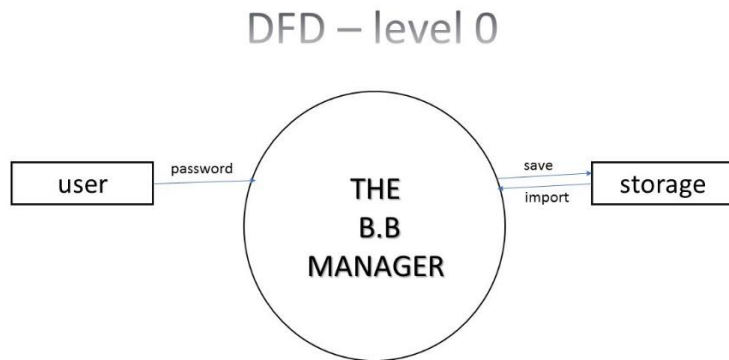 DFD – level 0
user
password
THE
B.B
MANAGER
save
import
storage